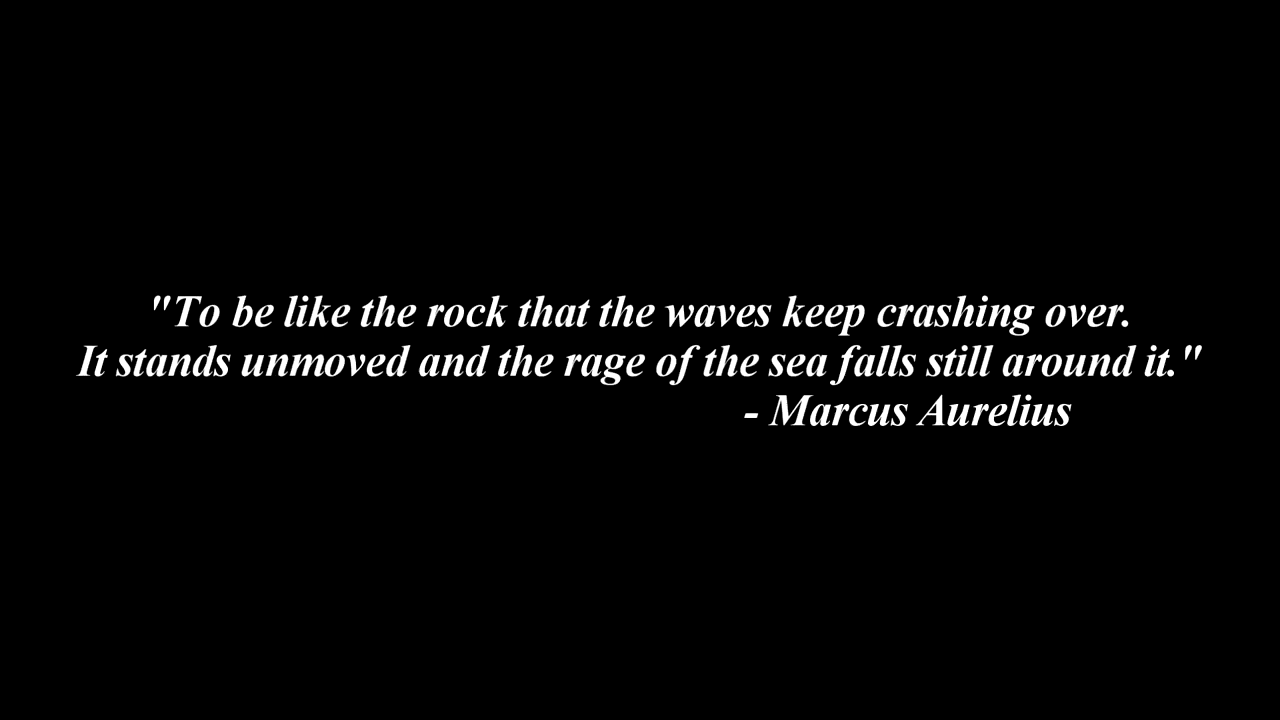 "To be like the rock that the waves keep crashing over.
It stands unmoved and the rage of the sea falls still around it."
- Marcus Aurelius